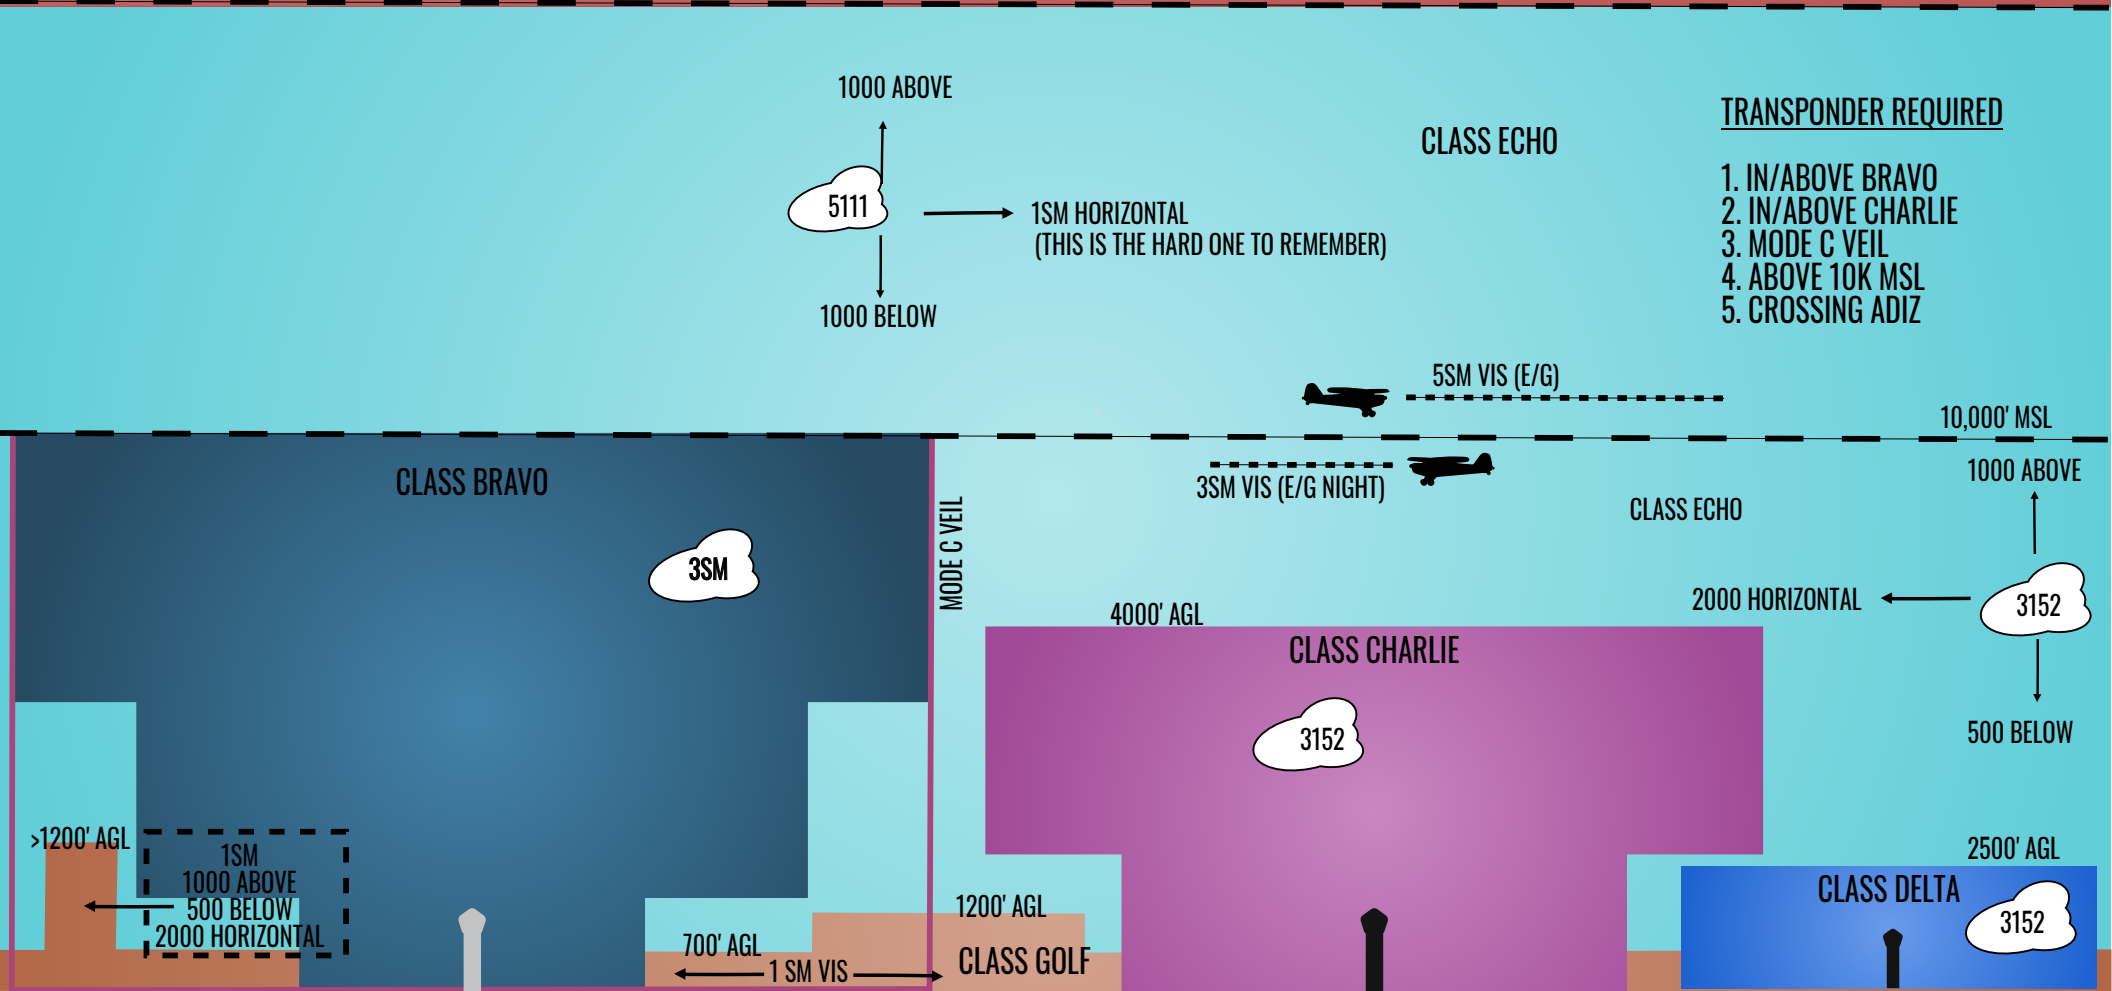 1000 ABOVE
5111
1SM HORIZONTAL
(THIS IS THE HARD ONE TO REMEMBER)
1000 BELOW
CLASS ECHO
TRANSPONDER REQUIRED
1. IN/ABOVE BRAVO
2. IN/ABOVE CHARLIE
3. MODE C VEIL
4. ABOVE 10K MSL
5. CROSSING ADIZ
5SM VIS (E/G)
10,000' MSL
CLASS BRAVO
3SM
MODE C VEIL
3SM VIS (E/G NIGHT)
CLASS ECHO
1000 ABOVE
2000 HORIZONTAL
3152
500 BELOW
4000' AGL
CLASS CHARLIE
3152
>1200' AGL
1SM
1000 ABOVE
500 BELOW
2000 HORIZONTAL
700' AGL
1 SM VIS
1200' AGL
CLASS GOLF
2500' AGL
CLASS DELTA
3152